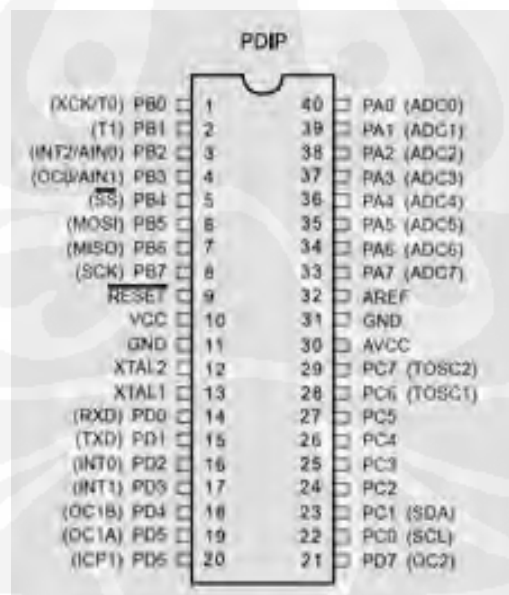 PDIP
(XCK/T0) PB0 1 40 PA0 (ADC0)
(T1) PB1 2 39 PA1 (ADC1)
(INT2/AIN0) PB2 3 38 PA2 (ADC2)
(OC0/AIN1) PB3 4 37 PA3 (ADC3)
(SS) PB4 5 36 PA4 (ADC4)
(MOSI) PB5 6 35 PA5 (ADC5)
(MISO) PB6 7 34 PA6 (ADC6)
(SCK) PB7 8 33 PA7 (ADC7)
RESET 9 32 AREF
VCC 10 31 GND
GND 11 30 AVCC
XTAL2 12 29 PC7 (TOSC2)
XTAL1 13 28 PC6 (TOSC1)
(RXD) PD0 14 27 PC5
(TXD) PD1 15 26 PC4
(INT0) PD2 16 25 PC3
(INT1) PD3 17 24 PC2
(OC1B) PD4 18 23 PC1 (SDA)
(OC1A) PD5 19 22 PC0 (SCL)
(ICP1) PD6 20 21 PD7 (OC2)